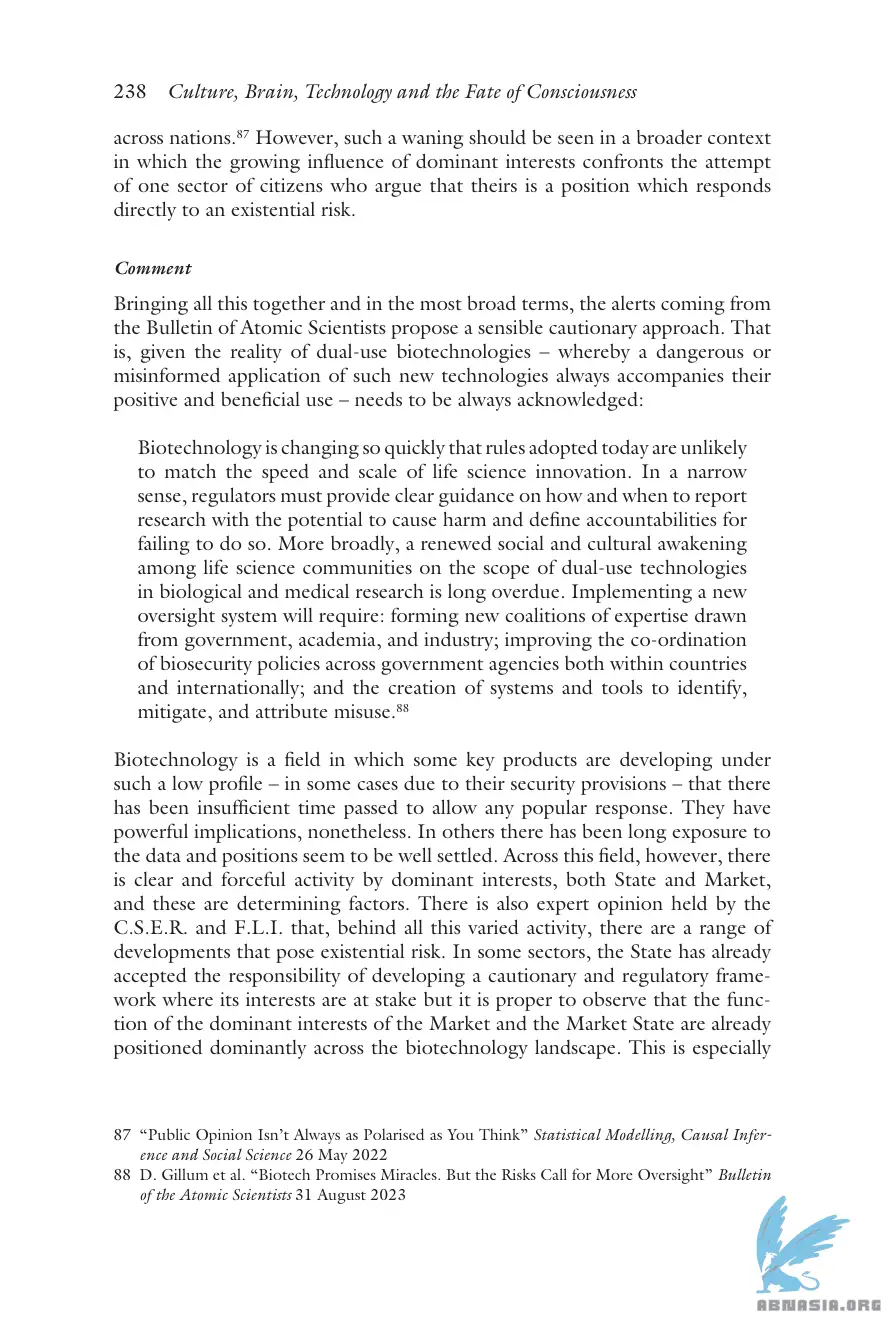 238 Culture, Brain, Technology and the Fate of Consciousness
across nations.⁸⁷ However, such a waning should be seen in a broader context
in which the growing influence of dominant interests confronts the attempt
of one sector of citizens who argue that theirs is a position which responds
directly to an existential risk.
Comment
Bringing all this together and in the most broad terms, the alerts coming from
the Bulletin of Atomic Scientists propose a sensible cautionary approach. That
is, given the reality of dual-use biotechnologies – whereby a dangerous or
misinformed application of such new technologies always accompanies their
positive and beneficial use – needs to be always acknowledged:
Biotechnology is changing so quickly that rules adopted today are unlikely
to match the speed and scale of life science innovation. In a narrow
sense, regulators must provide clear guidance on how and when to report
research with the potential to cause harm and define accountabilities for
failing to do so. More broadly, a renewed social and cultural awakening
among life science communities on the scope of dual-use technologies
in biological and medical research is long overdue. Implementing a new
oversight system will require: forming new coalitions of expertise drawn
from government, academia, and industry; improving the co-ordination
of biosecurity policies across government agencies both within countries
and internationally; and the creation of systems and tools to identify,
mitigate, and attribute misuse.⁸⁸
Biotechnology is a field in which some key products are developing under
such a low profile – in some cases due to their security provisions – that there
has been insufficient time passed to allow any popular response. They have
powerful implications, nonetheless. In others there has been long exposure to
the data and positions seem to be well settled. Across this field, however, there
is clear and forceful activity by dominant interests, both State and Market,
and these are determining factors. There is also expert opinion held by the
C.S.E.R. and F.L.I. that, behind all this varied activity, there are a range of
developments that pose existential risk. In some sectors, the State has already
accepted the responsibility of developing a cautionary and regulatory frame-
work where its interests are at stake but it is proper to observe that the func-
tion of the dominant interests of the Market and the Market State are already
positioned dominantly across the biotechnology landscape. This is especially
87 “Public Opinion Isn’t Always as Polarised as You Think” Statistical Modelling, Causal Infer-
ence and Social Science 26 May 2022
88 D. Gillum et al. “Biotech Promises Miracles. But the Risks Call for More Oversight” Bulletin
of the Atomic Scientists 31 August 2023
ABNASIA.ORG